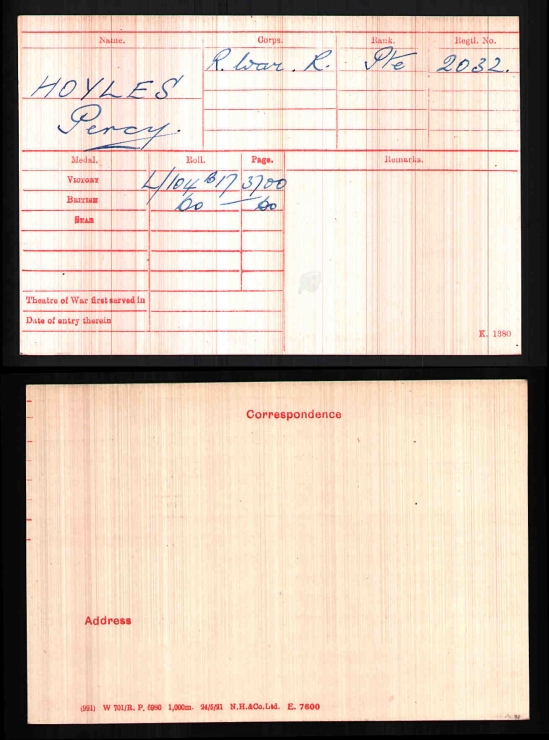 Name. Corps. Rank. Regtl. No.
R. War. R. Pte 2032.
HOYLES
Percy.
Medal. Roll. Page. Remarks.
VICTORY L/104 B17 3700
BRITISH Do — Do
STAR
Theatre of War first served in
Date of entry therein
K. 1380
Correspondence
Address
(991) W 701/R. P. 6980 1,000m. 24/5/21 N.H.&Co.Ltd. E. 7600